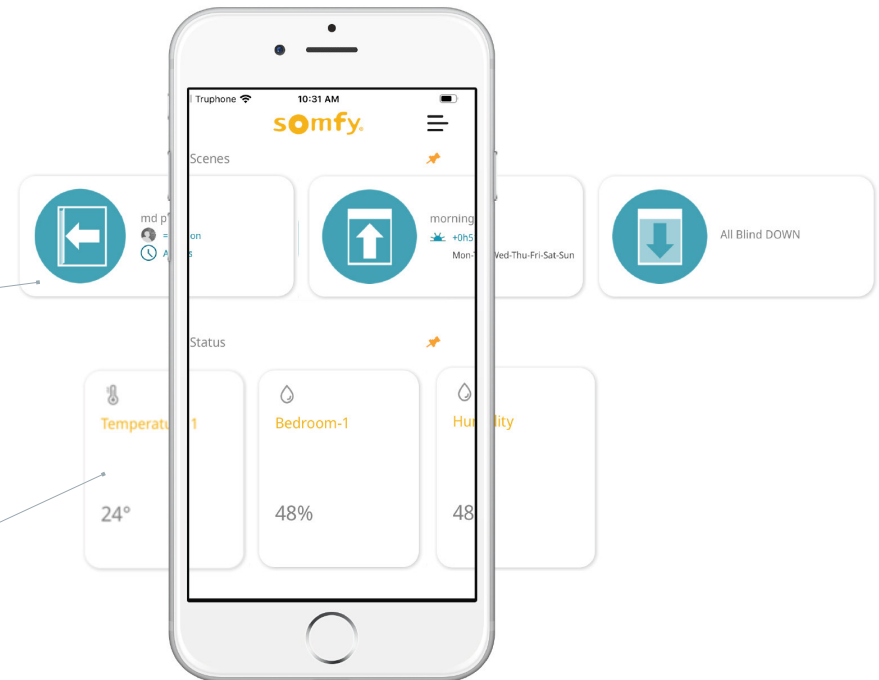 Truphone 10:31 AM
somfy.
Scenes
md
on
morning
+0h5
Mon- Wed-Thu-Fri-Sat-Sun
All Blind DOWN
Status
Temperatu 1
Bedroom-1
Hu lity
24°
48%
48